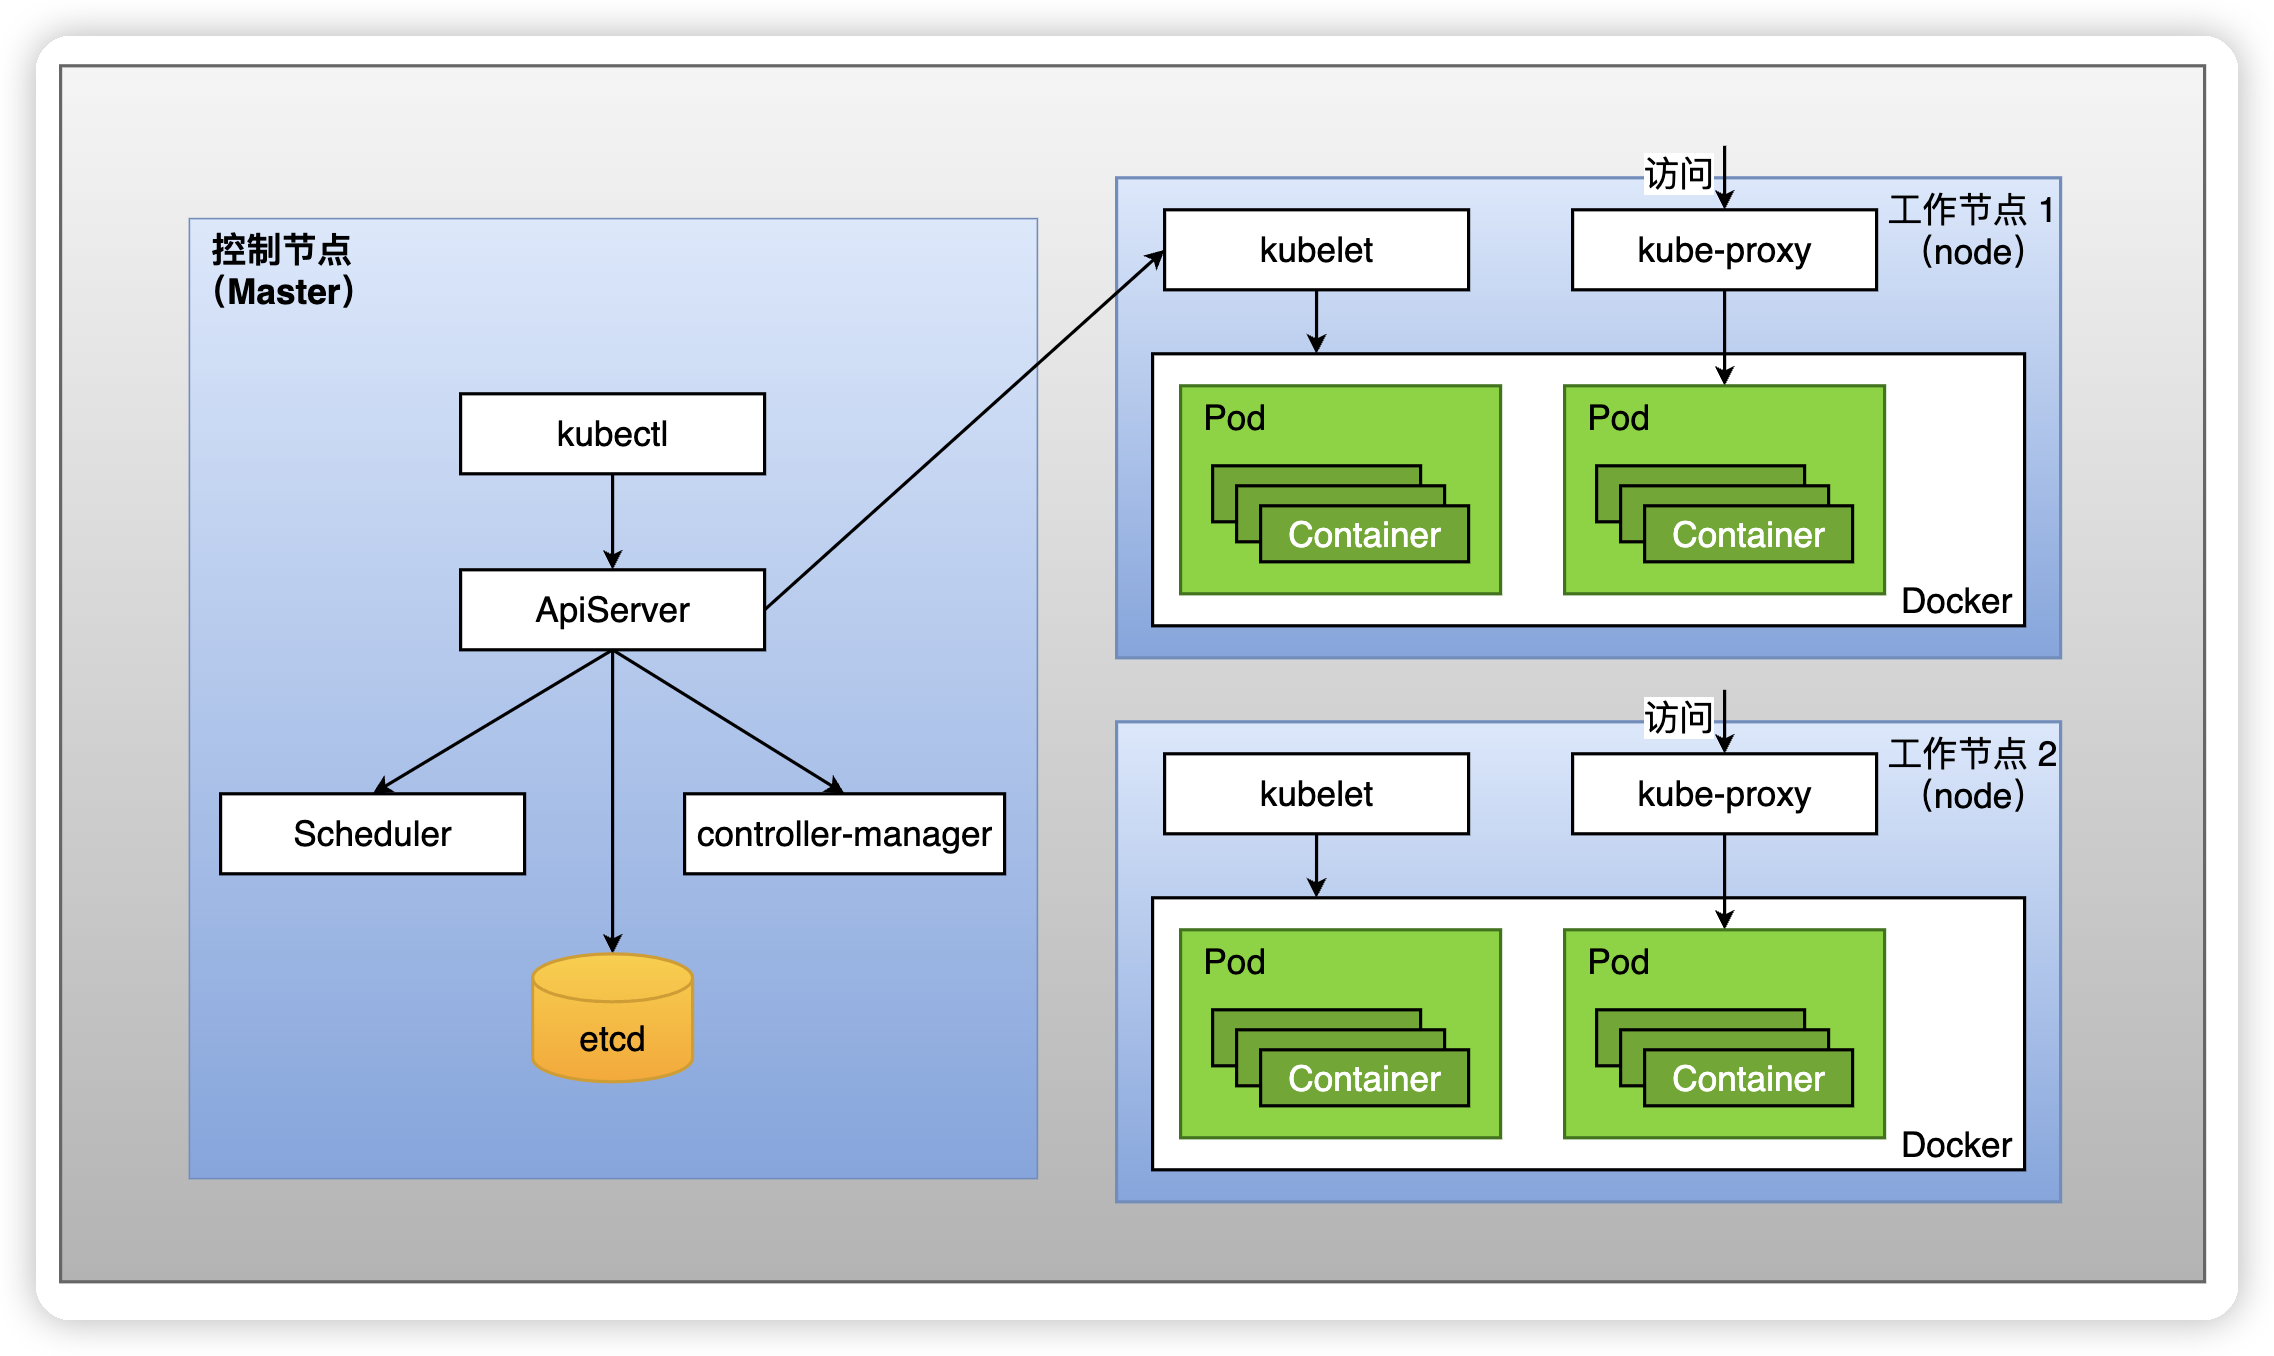 控制节点
（Master）
kubectl
ApiServer
Scheduler
controller-manager
etcd
访问
工作节点 1
（node）
kubelet
kube-proxy
Pod
Container
Pod
Container
Docker
访问
工作节点 2
（node）
kubelet
kube-proxy
Pod
Container
Pod
Container
Docker